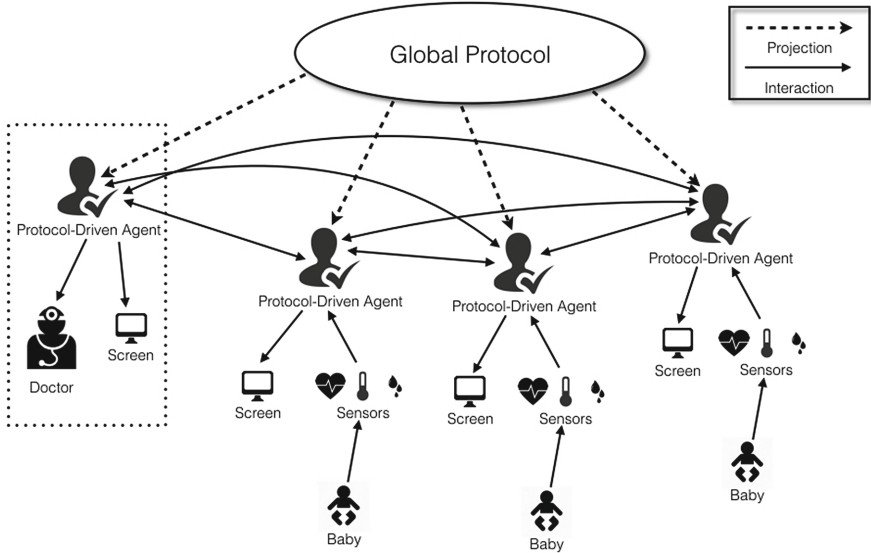 Global Protocol
Projection
Interaction
Protocol-Driven Agent
Doctor
Screen
Protocol-Driven Agent
Screen
Sensors
Baby
Protocol-Driven Agent
Screen
Sensors
Baby
Protocol-Driven Agent
Screen
Sensors
Baby